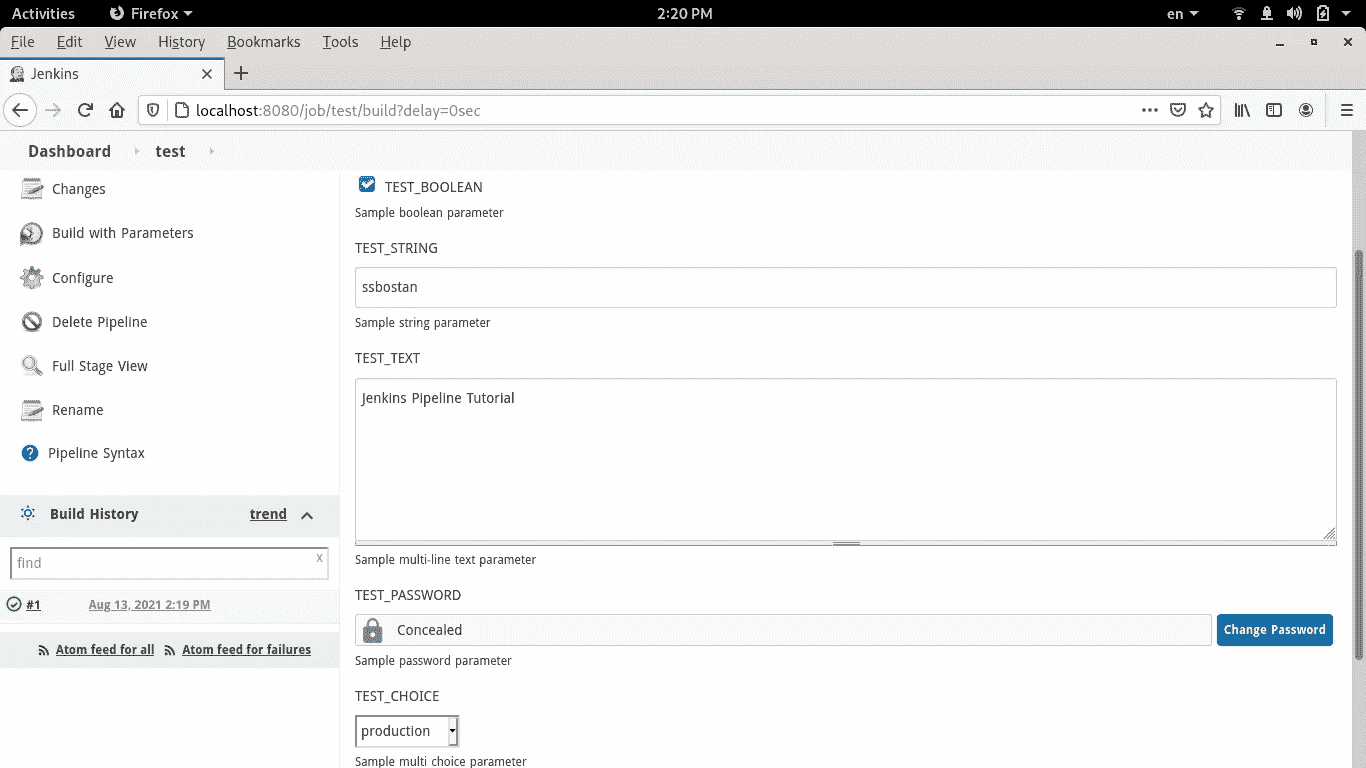 Activities Firefox 2:20 PM en
File Edit View History Bookmarks Tools Help
Jenkins
localhost:8080/job/test/build?delay=0sec
Dashboard test
Changes
Build with Parameters
Configure
Delete Pipeline
Full Stage View
Rename
Pipeline Syntax
Build History trend
find x
#1 Aug 13, 2021 2:19 PM
Atom feed for all Atom feed for failures
TEST_BOOLEAN
Sample boolean parameter
TEST_STRING
ssbostan
Sample string parameter
TEST_TEXT
Jenkins Pipeline Tutorial
Sample multi-line text parameter
TEST_PASSWORD
Concealed Change Password
Sample password parameter
TEST_CHOICE
production
Sample multi choice parameter